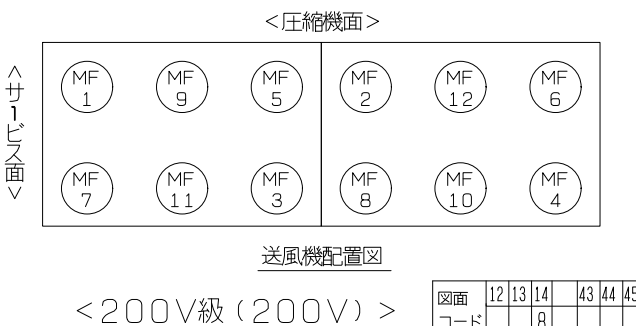 <圧縮機面>
<サービス面>
MF 1 MF 9 MF 5 MF 2 MF 12 MF 6
MF 7 MF 11 MF 3 MF 8 MF 10 MF 4
送風機配置図
<200V級(200V)>
図面 12 13 14 43 44 45
コード 8